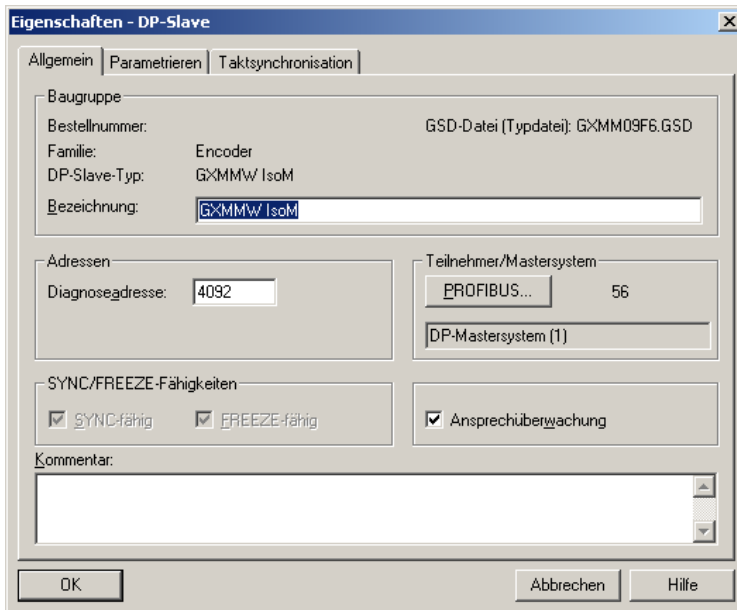 Eigenschaften - DP-Slave
Allgemein Parametrieren Taktsynchronisation
Baugruppe
Bestellnummer: GSD-Datei (Typdatei): GXMM09F6.GSD
Familie: Encoder
DP-Slave-Typ: GXMMW IsoM
Bezeichnung: GXMMW IsoM
Adressen
Diagnoseadresse: 4092
Teilnehmer/Mastersystem
PROFIBUS... 56
DP-Mastersystem (1)
SYNC/FREEZE-Fähigkeiten
SYNC-fähig FREEZE-fähig
Ansprechüberwachung
Kommentar:
OK Abbrechen Hilfe